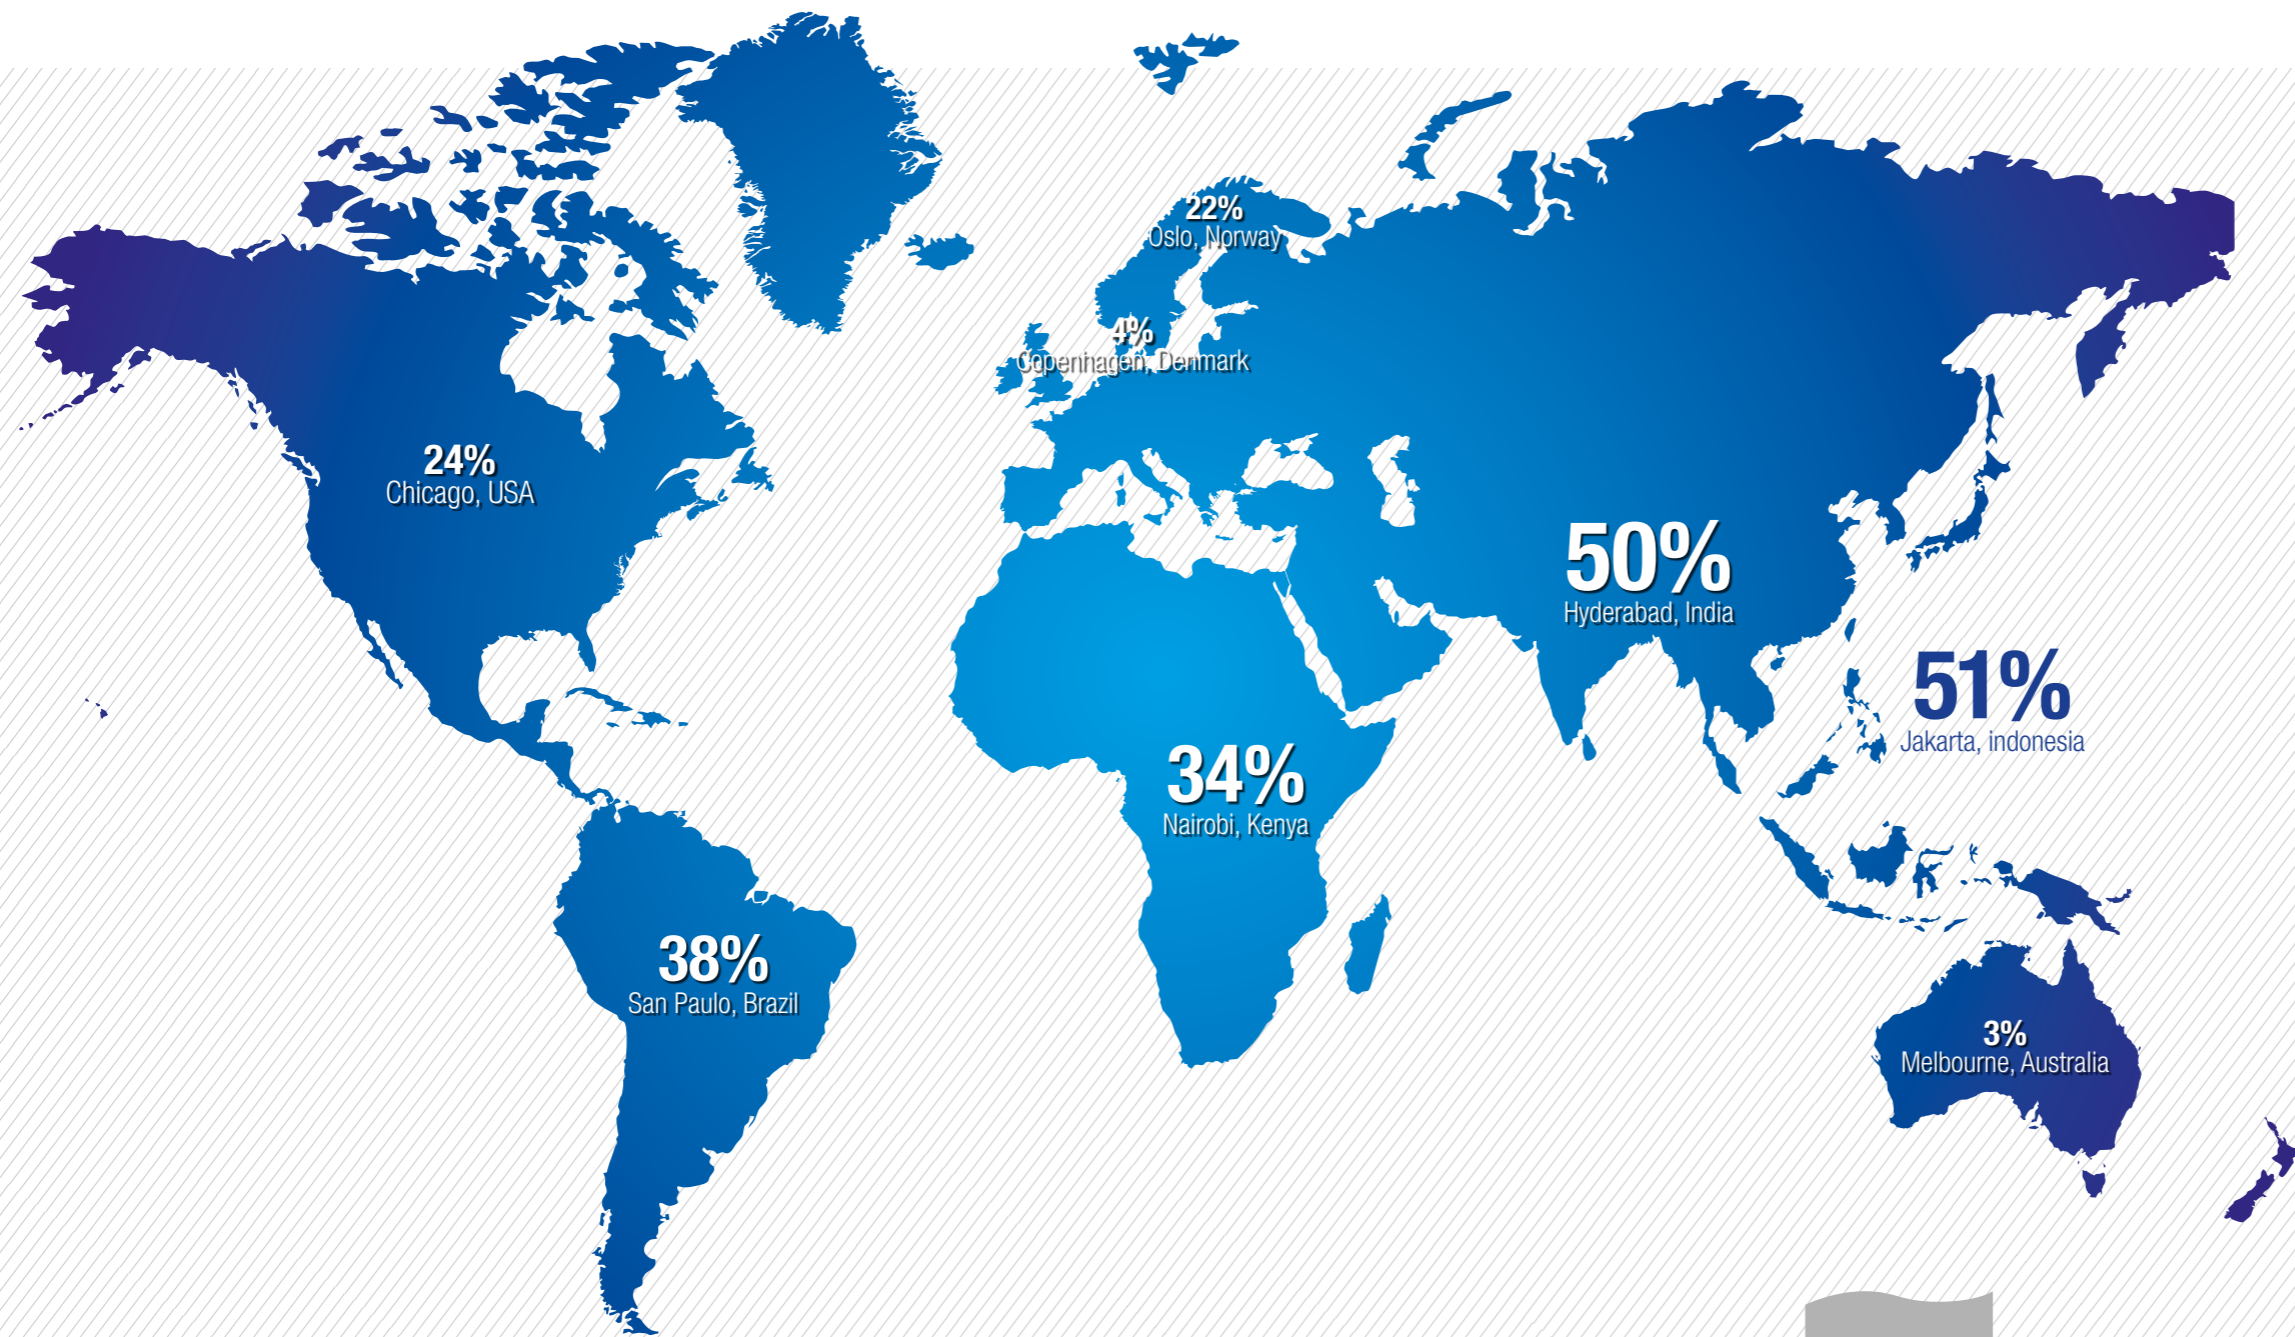 22%
Oslo, Norway
4%
Copenhagen, Denmark
24%
Chicago, USA
50%
Hyderabad, India
51%
Jakarta, indonesia
34%
Nairobi, Kenya
38%
San Paulo, Brazil
3%
Melbourne, Australia